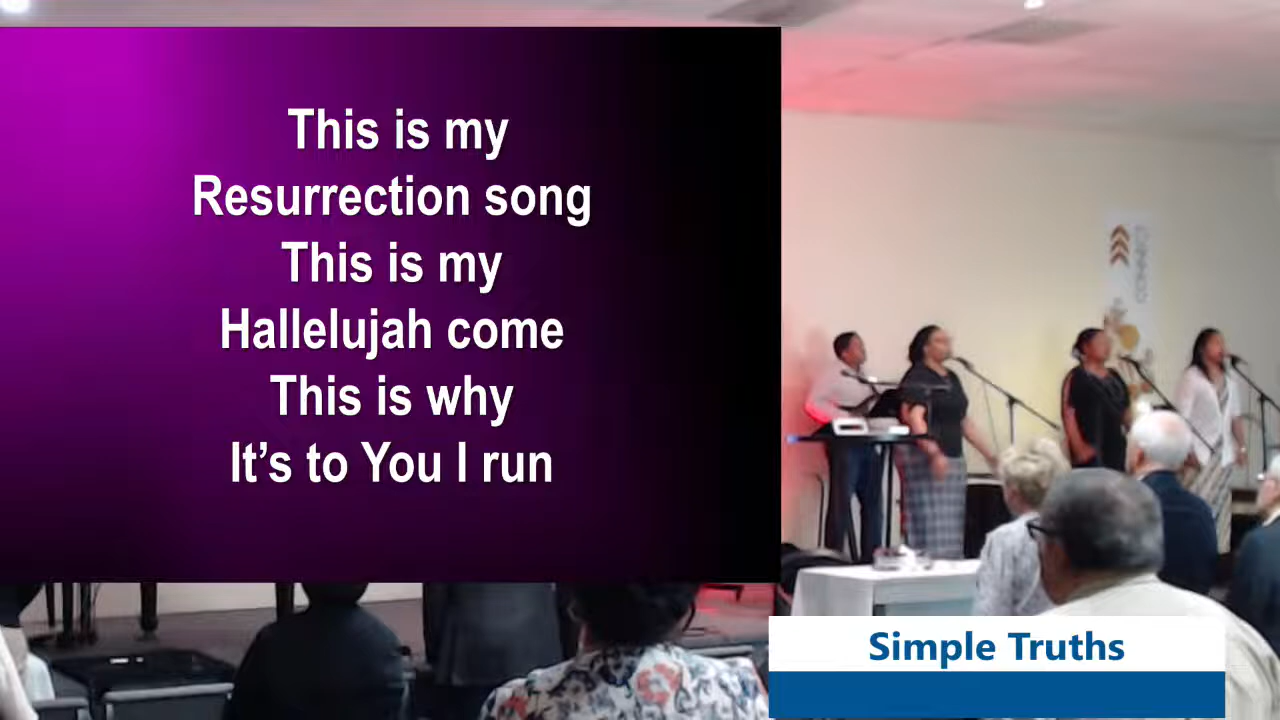 This is my
Resurrection song
This is my
Hallelujah come
This is why
It’s to You I run
CONNECT
Simple Truths